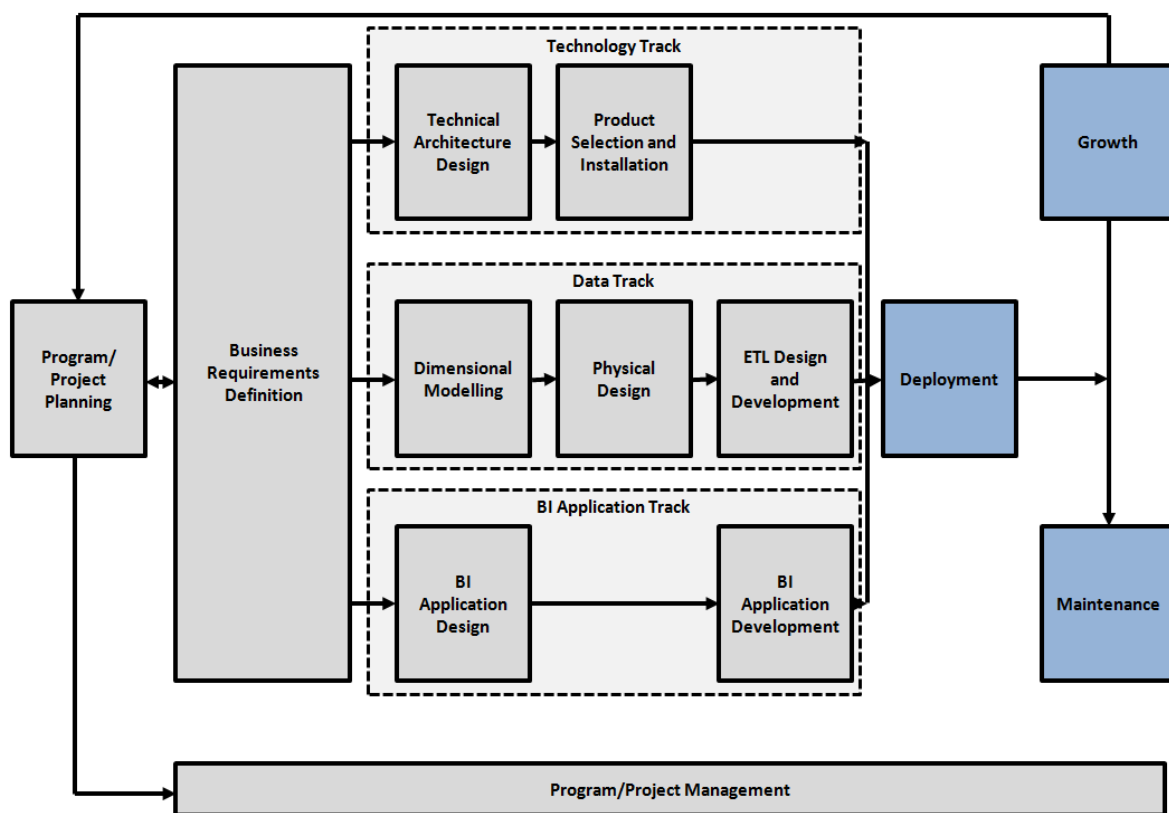 Technology Track
Technical
Architecture
Design
Product
Selection and
Installation
Growth
Data Track
Program/
Project
Planning
Business
Requirements
Definition
Dimensional
Modelling
Physical
Design
ETL Design
and
Development
Deployment
BI Application Track
BI
Application
Design
BI
Application
Development
Maintenance
Program/Project Management